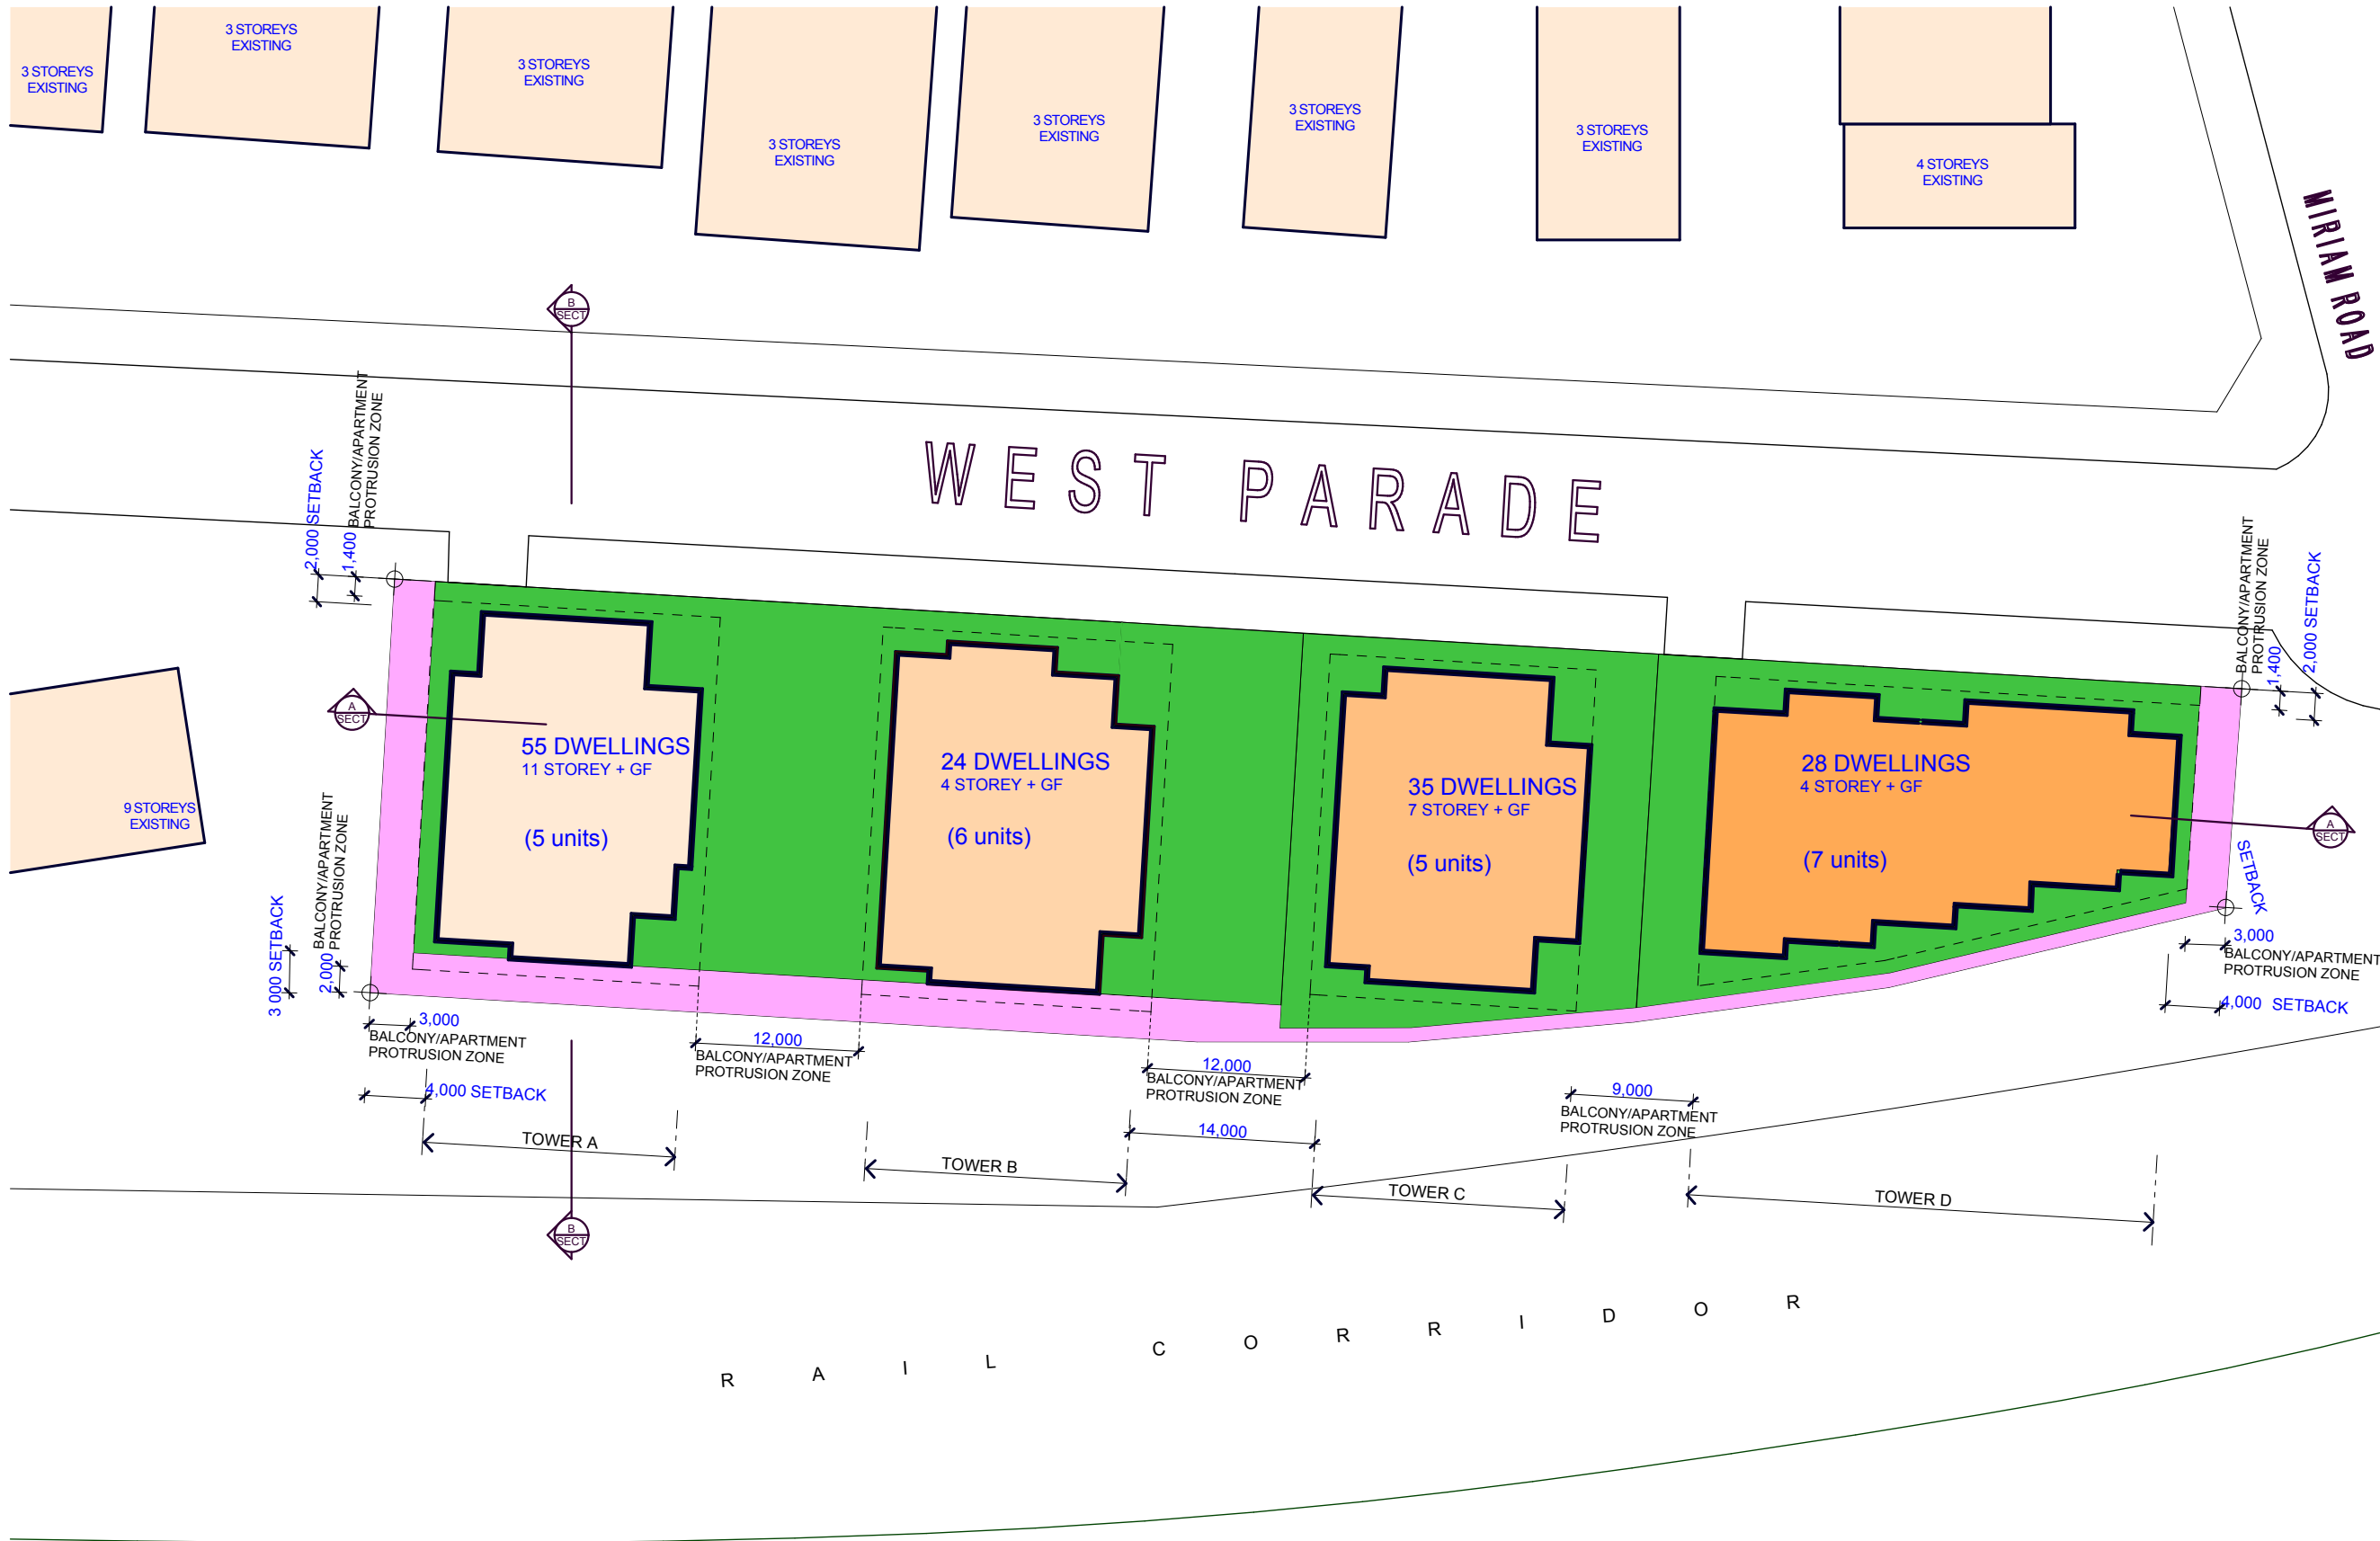 3 STOREYS
EXISTING
3 STOREYS
EXISTING
3 STOREYS
EXISTING
3 STOREYS
EXISTING
3 STOREYS
EXISTING
3 STOREYS
EXISTING
3 STOREYS
EXISTING
4 STOREYS
EXISTING
MIRIAM ROAD
B
SECT
WEST PARADE
2,000 SETBACK
1,400 BALCONY/APARTMENT
PROTRUSION ZONE
BALCONY/APARTMENT
PROTRUSION ZONE
1,400
2,000 SETBACK
A
SECT
9 STOREYS
EXISTING
55 DWELLINGS
11 STOREY + GF
(5 units)
24 DWELLINGS
4 STOREY + GF
(6 units)
35 DWELLINGS
7 STOREY + GF
(5 units)
28 DWELLINGS
4 STOREY + GF
(7 units)
A
SECT
3 000 SETBACK
2,000 BALCONY/APARTMENT
PROTRUSION ZONE
SETBACK
3,000
BALCONY/APARTMENT
PROTRUSION ZONE
4,000 SETBACK
3,000
BALCONY/APARTMENT
PROTRUSION ZONE
4,000 SETBACK
12,000
BALCONY/APARTMENT
PROTRUSION ZONE
12,000
BALCONY/APARTMENT
PROTRUSION ZONE
14,000
9,000
BALCONY/APARTMENT
PROTRUSION ZONE
TOWER A
TOWER B
TOWER C
TOWER D
B
SECT
RAIL CORRIDOR